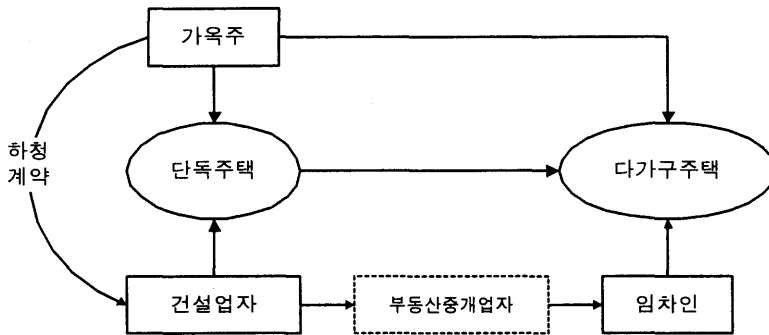 가옥주
하청
계약
단독주택
다가구주택
건설업자
부동산중개업자
임차인